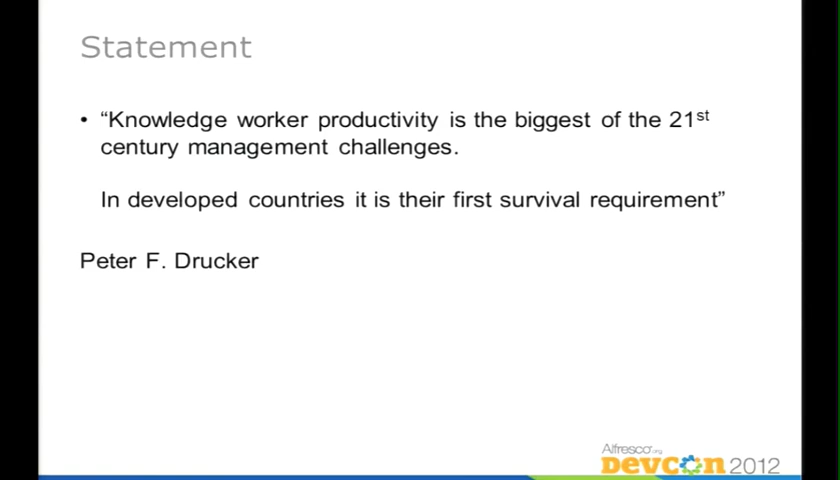 Statement
• “Knowledge worker productivity is the biggest of the 21st
century management challenges.
In developed countries it is their first survival requirement”
Peter F. Drucker
Alfresco.org
Devcon 2012